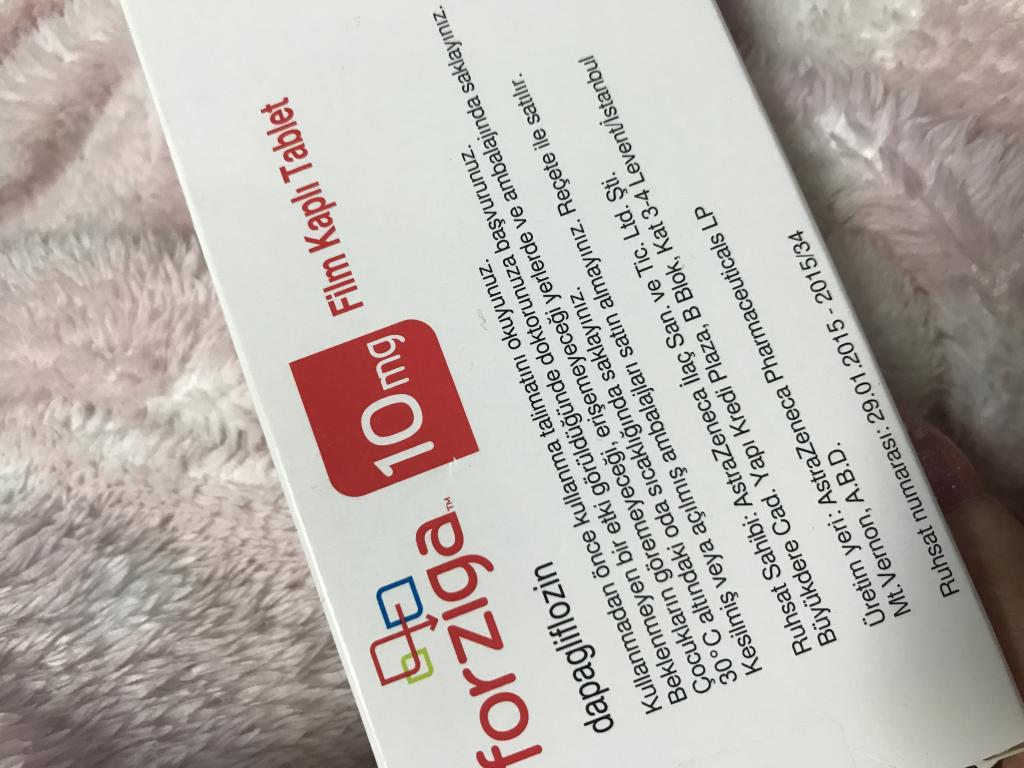 forziga™ 10 mg Film Kaplı Tablet
dapagliflozin
Kullanmadan önce kullanma talimatını okuyunuz.
Beklenmeyen bir etki görüldüğünde doktorunuza başvurunuz.
Çocukların göremeyeceği, erişemeyeceği yerlerde ve ambalajında saklayınız.
30°C altındaki oda sıcaklığında saklayınız.
Kesilmiş veya açılmış ambalajları satın almayınız. Reçete ile satılır.
Ruhsat Sahibi: AstraZeneca İlaç San. ve Tic. Ltd. Şti.
Büyükdere Cad. Yapı Kredi Plaza, B Blok, Kat 3-4 Levent/İstanbul
Üretim yeri: AstraZeneca Pharmaceuticals LP
Mt. Vernon, A.B.D.
Ruhsat numarası: 29.01.2015 - 2015/34